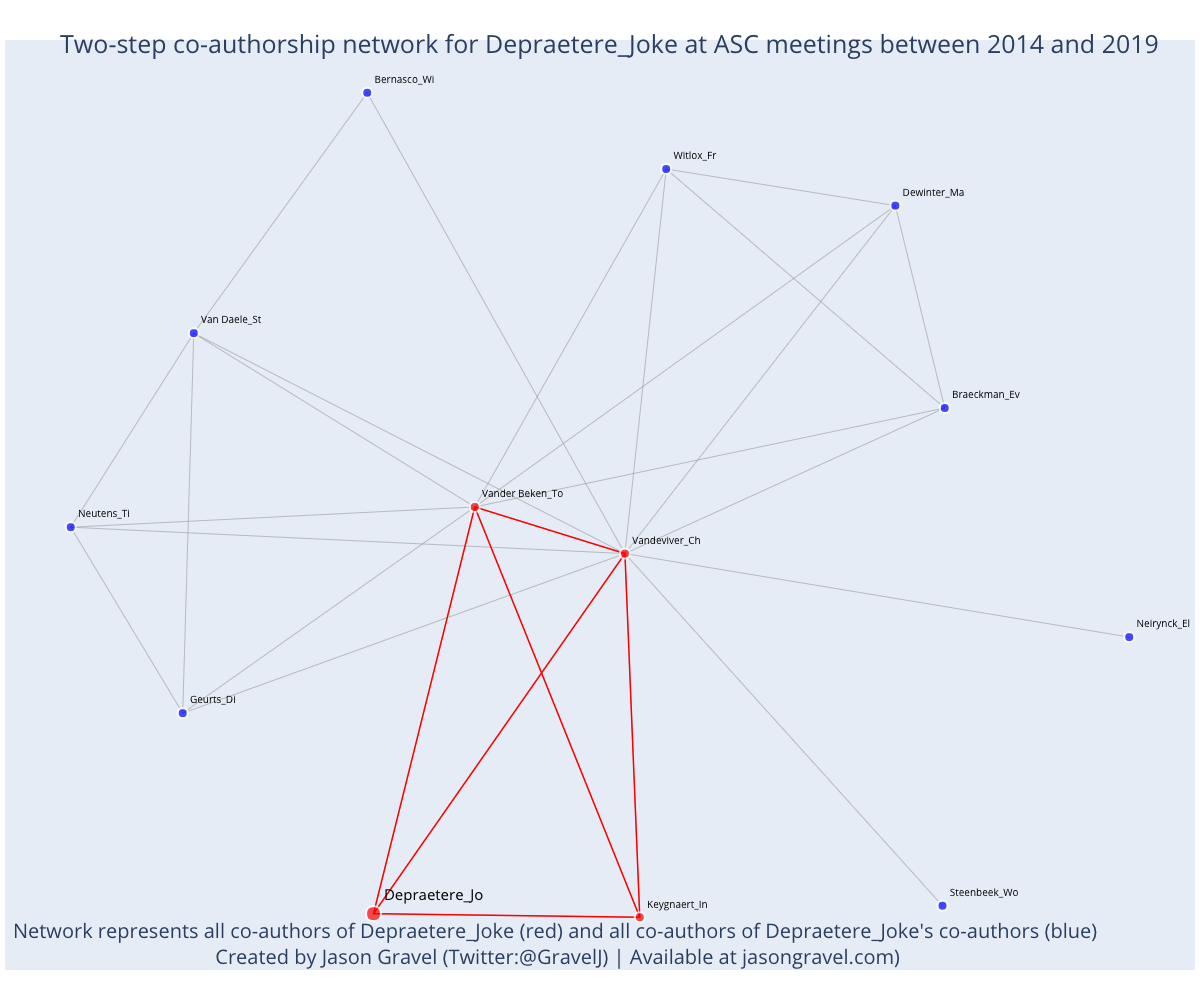 Two-step co-authorship network for Depraetere_Joke at ASC meetings between 2014 and 2019
Bernasco_Wi
Witlox_Fr
Dewinter_Ma
Van Daele_St
Braeckman_Ev
Vander Beken_To
Neutens_Ti
Vandeviver_Ch
Neirynck_El
Geurts_Di
Depraetere_Jo
Steenbeek_Wo
Keygnaert_In
Network represents all co-authors of Depraetere_Joke (red) and all co-authors of Depraetere_Joke's co-authors (blue)
Created by Jason Gravel (Twitter:@GravelJ) | Available at jasongravel.com)